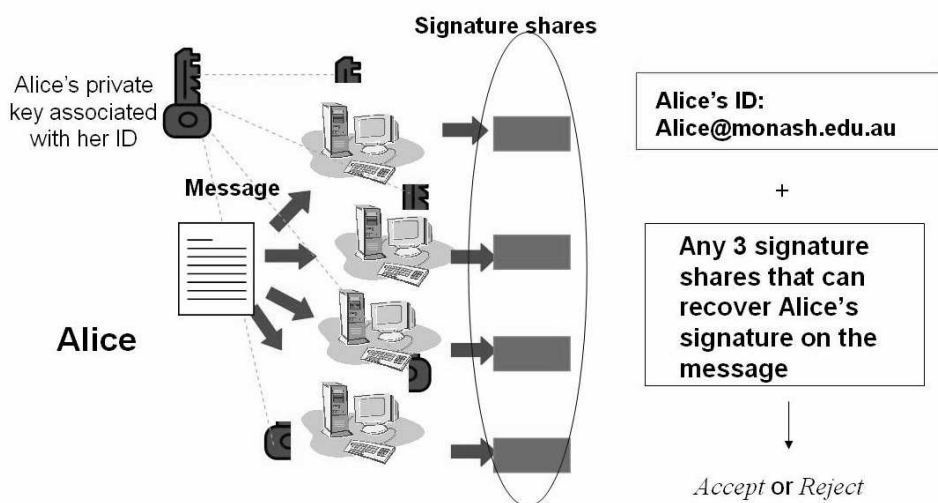 Signature shares
Alice's private
key associated
with her ID
Message
Alice
Alice's ID:
Alice@monash.edu.au
+
Any 3 signature
shares that can
recover Alice's
signature on the
message
Accept or Reject